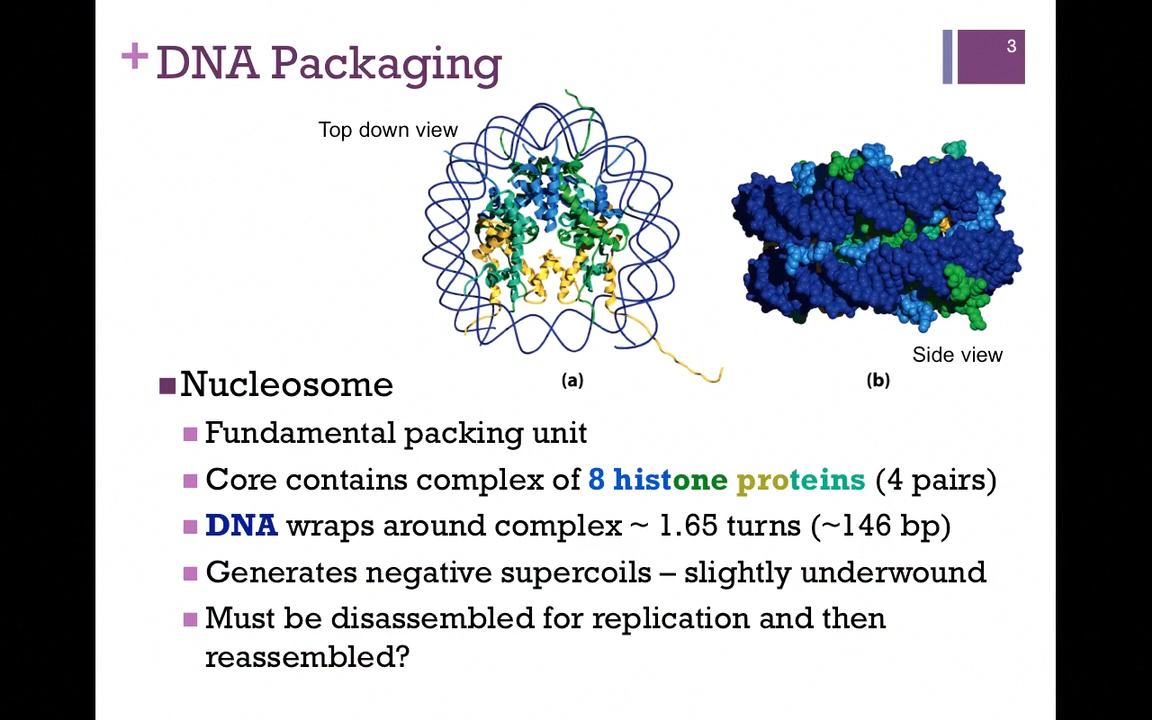 + DNA Packaging
3
Top down view
Side view
(a)
(b)
Nucleosome
Fundamental packing unit
Core contains complex of 8 histone proteins (4 pairs)
DNA wraps around complex ~ 1.65 turns (~146 bp)
Generates negative supercoils – slightly underwound
Must be disassembled for replication and then
reassembled?